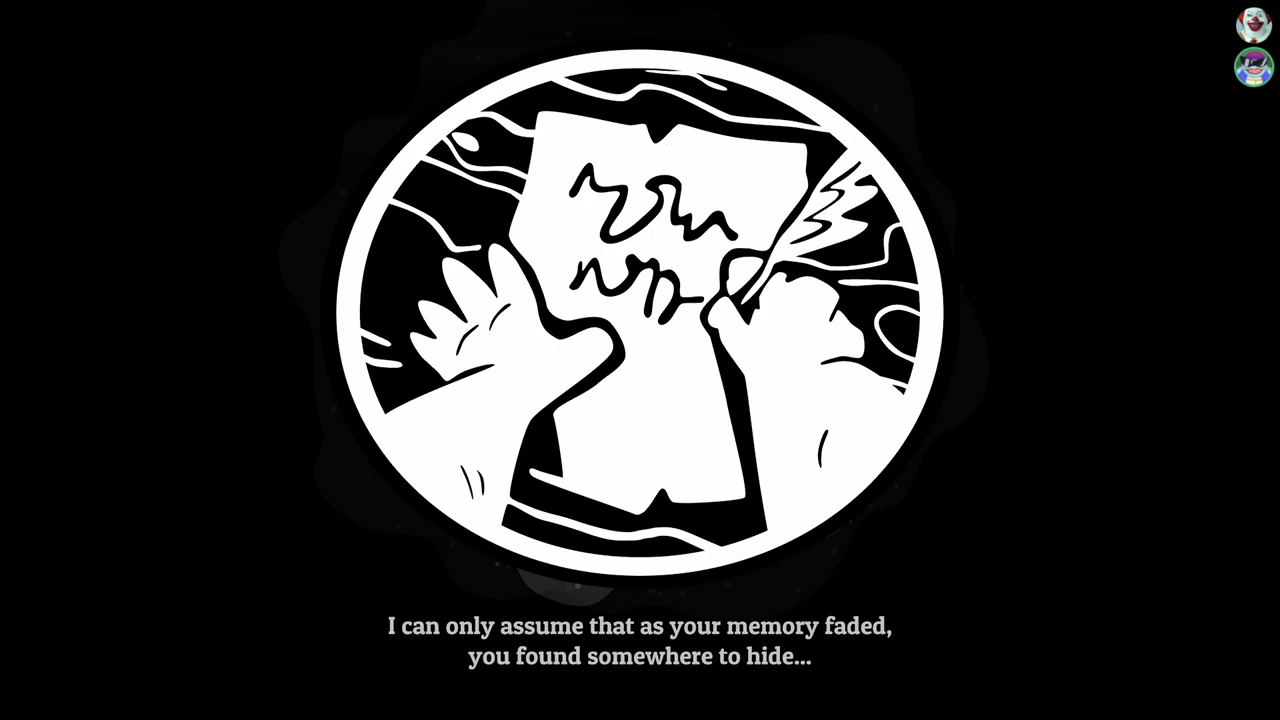 I can only assume that as your memory faded,
you found somewhere to hide...